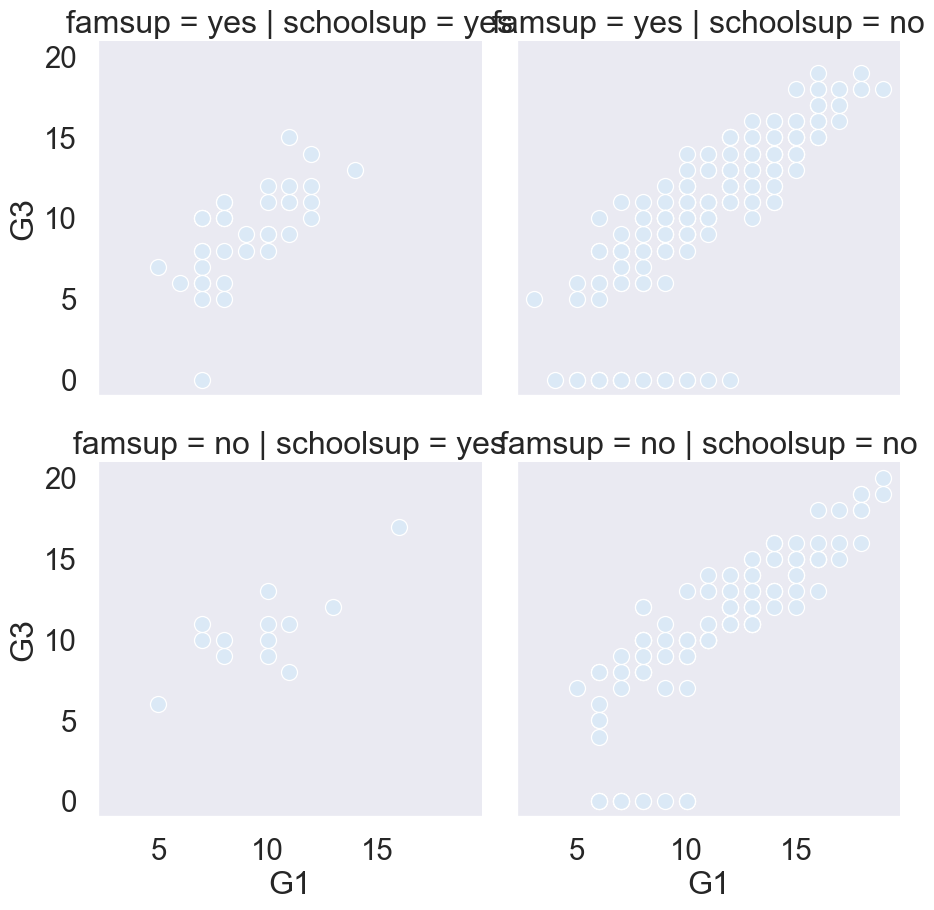 famsup = yes | schoolsup = yes
famsup = yes | schoolsup = no
20
15
10
5
0
G3
famsup = no | schoolsup = yes
famsup = no | schoolsup = no
20
15
10
5
0
G3
5 10 15
5 10 15
G1
G1